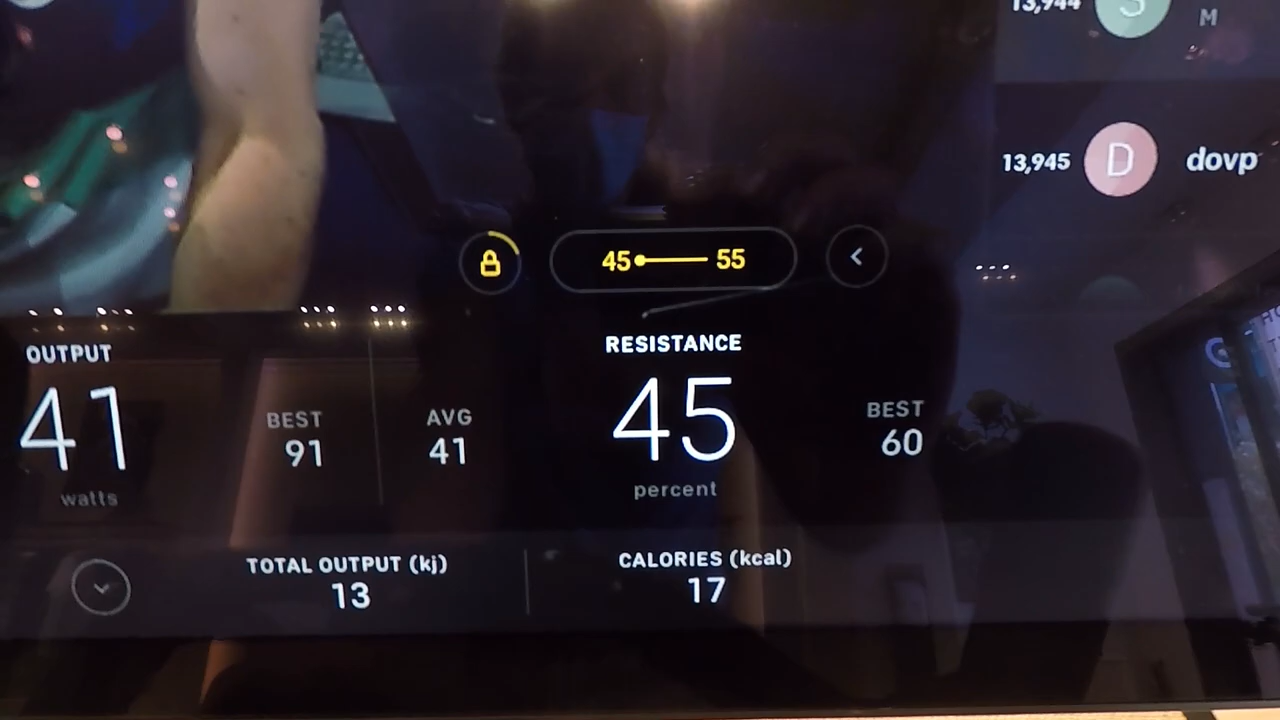 13,944 S
M
13,945 D dovp
45 55
OUTPUT
41
watts
BEST
91
AVG
41
RESISTANCE
45
percent
BEST
60
TOTAL OUTPUT (kj)
13
CALORIES (kcal)
17